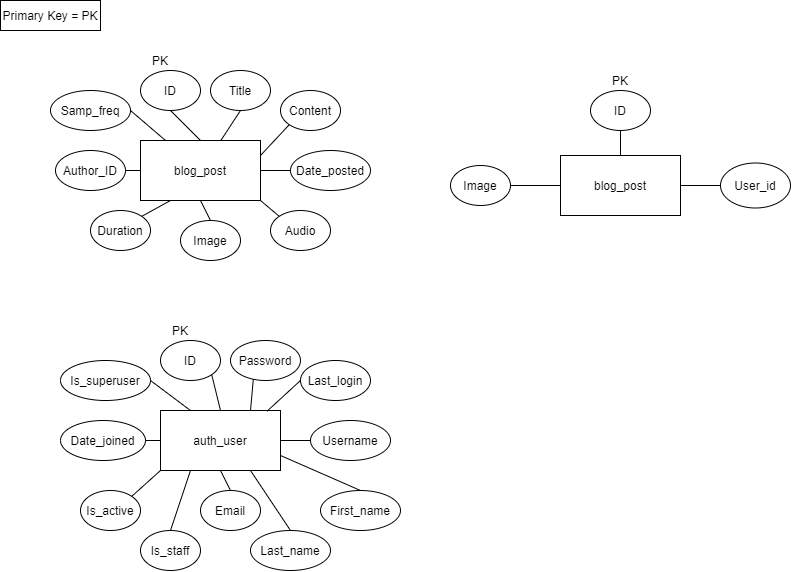 Primary Key = PK
PK
ID
Title
Samp_freq
Content
Author_ID
blog_post
Date_posted
Duration
Image
Audio
PK
ID
Image
blog_post
User_id
PK
ID
Password
Is_superuser
Last_login
Date_joined
auth_user
Username
Is_active
Email
First_name
Is_staff
Last_name